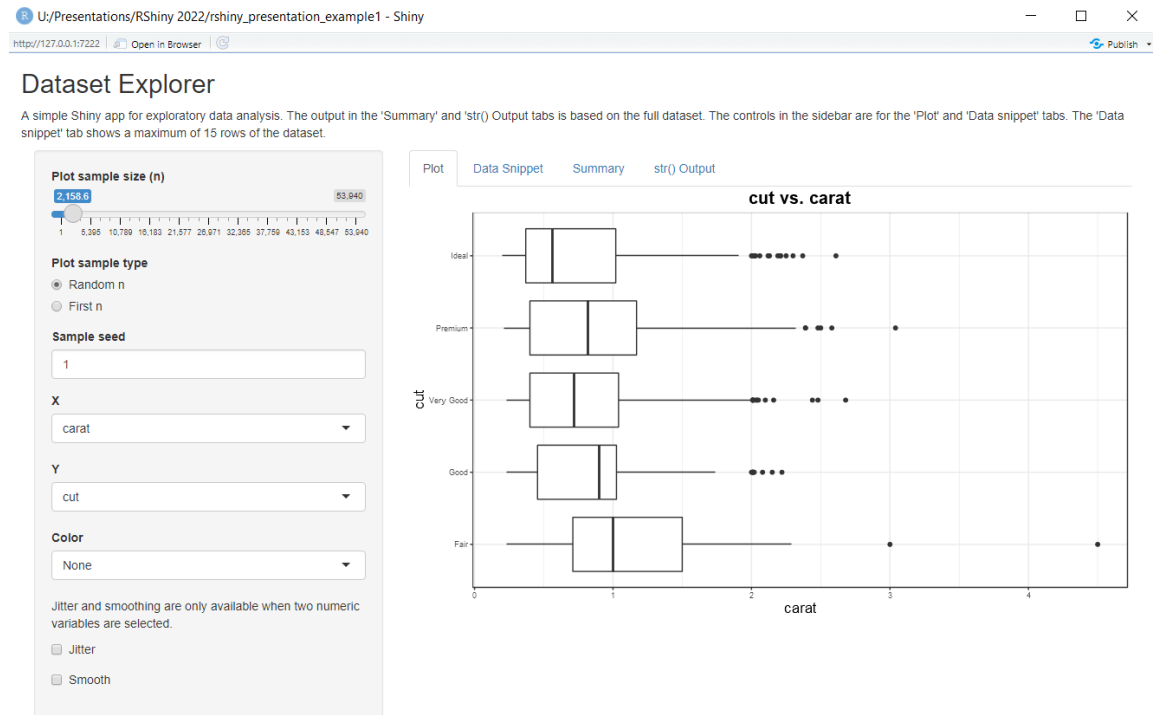 R U:/Presentations/RShiny 2022/rshiny_presentation_example1 - Shiny
http://127.0.0.1:7222 Open in Browser Publish
Dataset Explorer
A simple Shiny app for exploratory data analysis. The output in the 'Summary' and 'str() Output tabs is based on the full dataset. The controls in the sidebar are for the 'Plot' and 'Data snippet' tabs. The 'Data
snippet' tab shows a maximum of 15 rows of the dataset.
Plot sample size (n)
2,158.6 53,940
1 5,395 10,789 16,183 21,577 26,971 32,365 37,759 43,153 48,547 53,940
Plot sample type
Random n
First n
Sample seed
1
X
carat
Y
cut
Color
None
Jitter and smoothing are only available when two numeric
variables are selected.
Jitter
Smooth
Plot Data Snippet Summary str() Output
cut vs. carat
cut
Ideal
Premium
Very Good
Good
Fair
0 1 2 3 4
carat